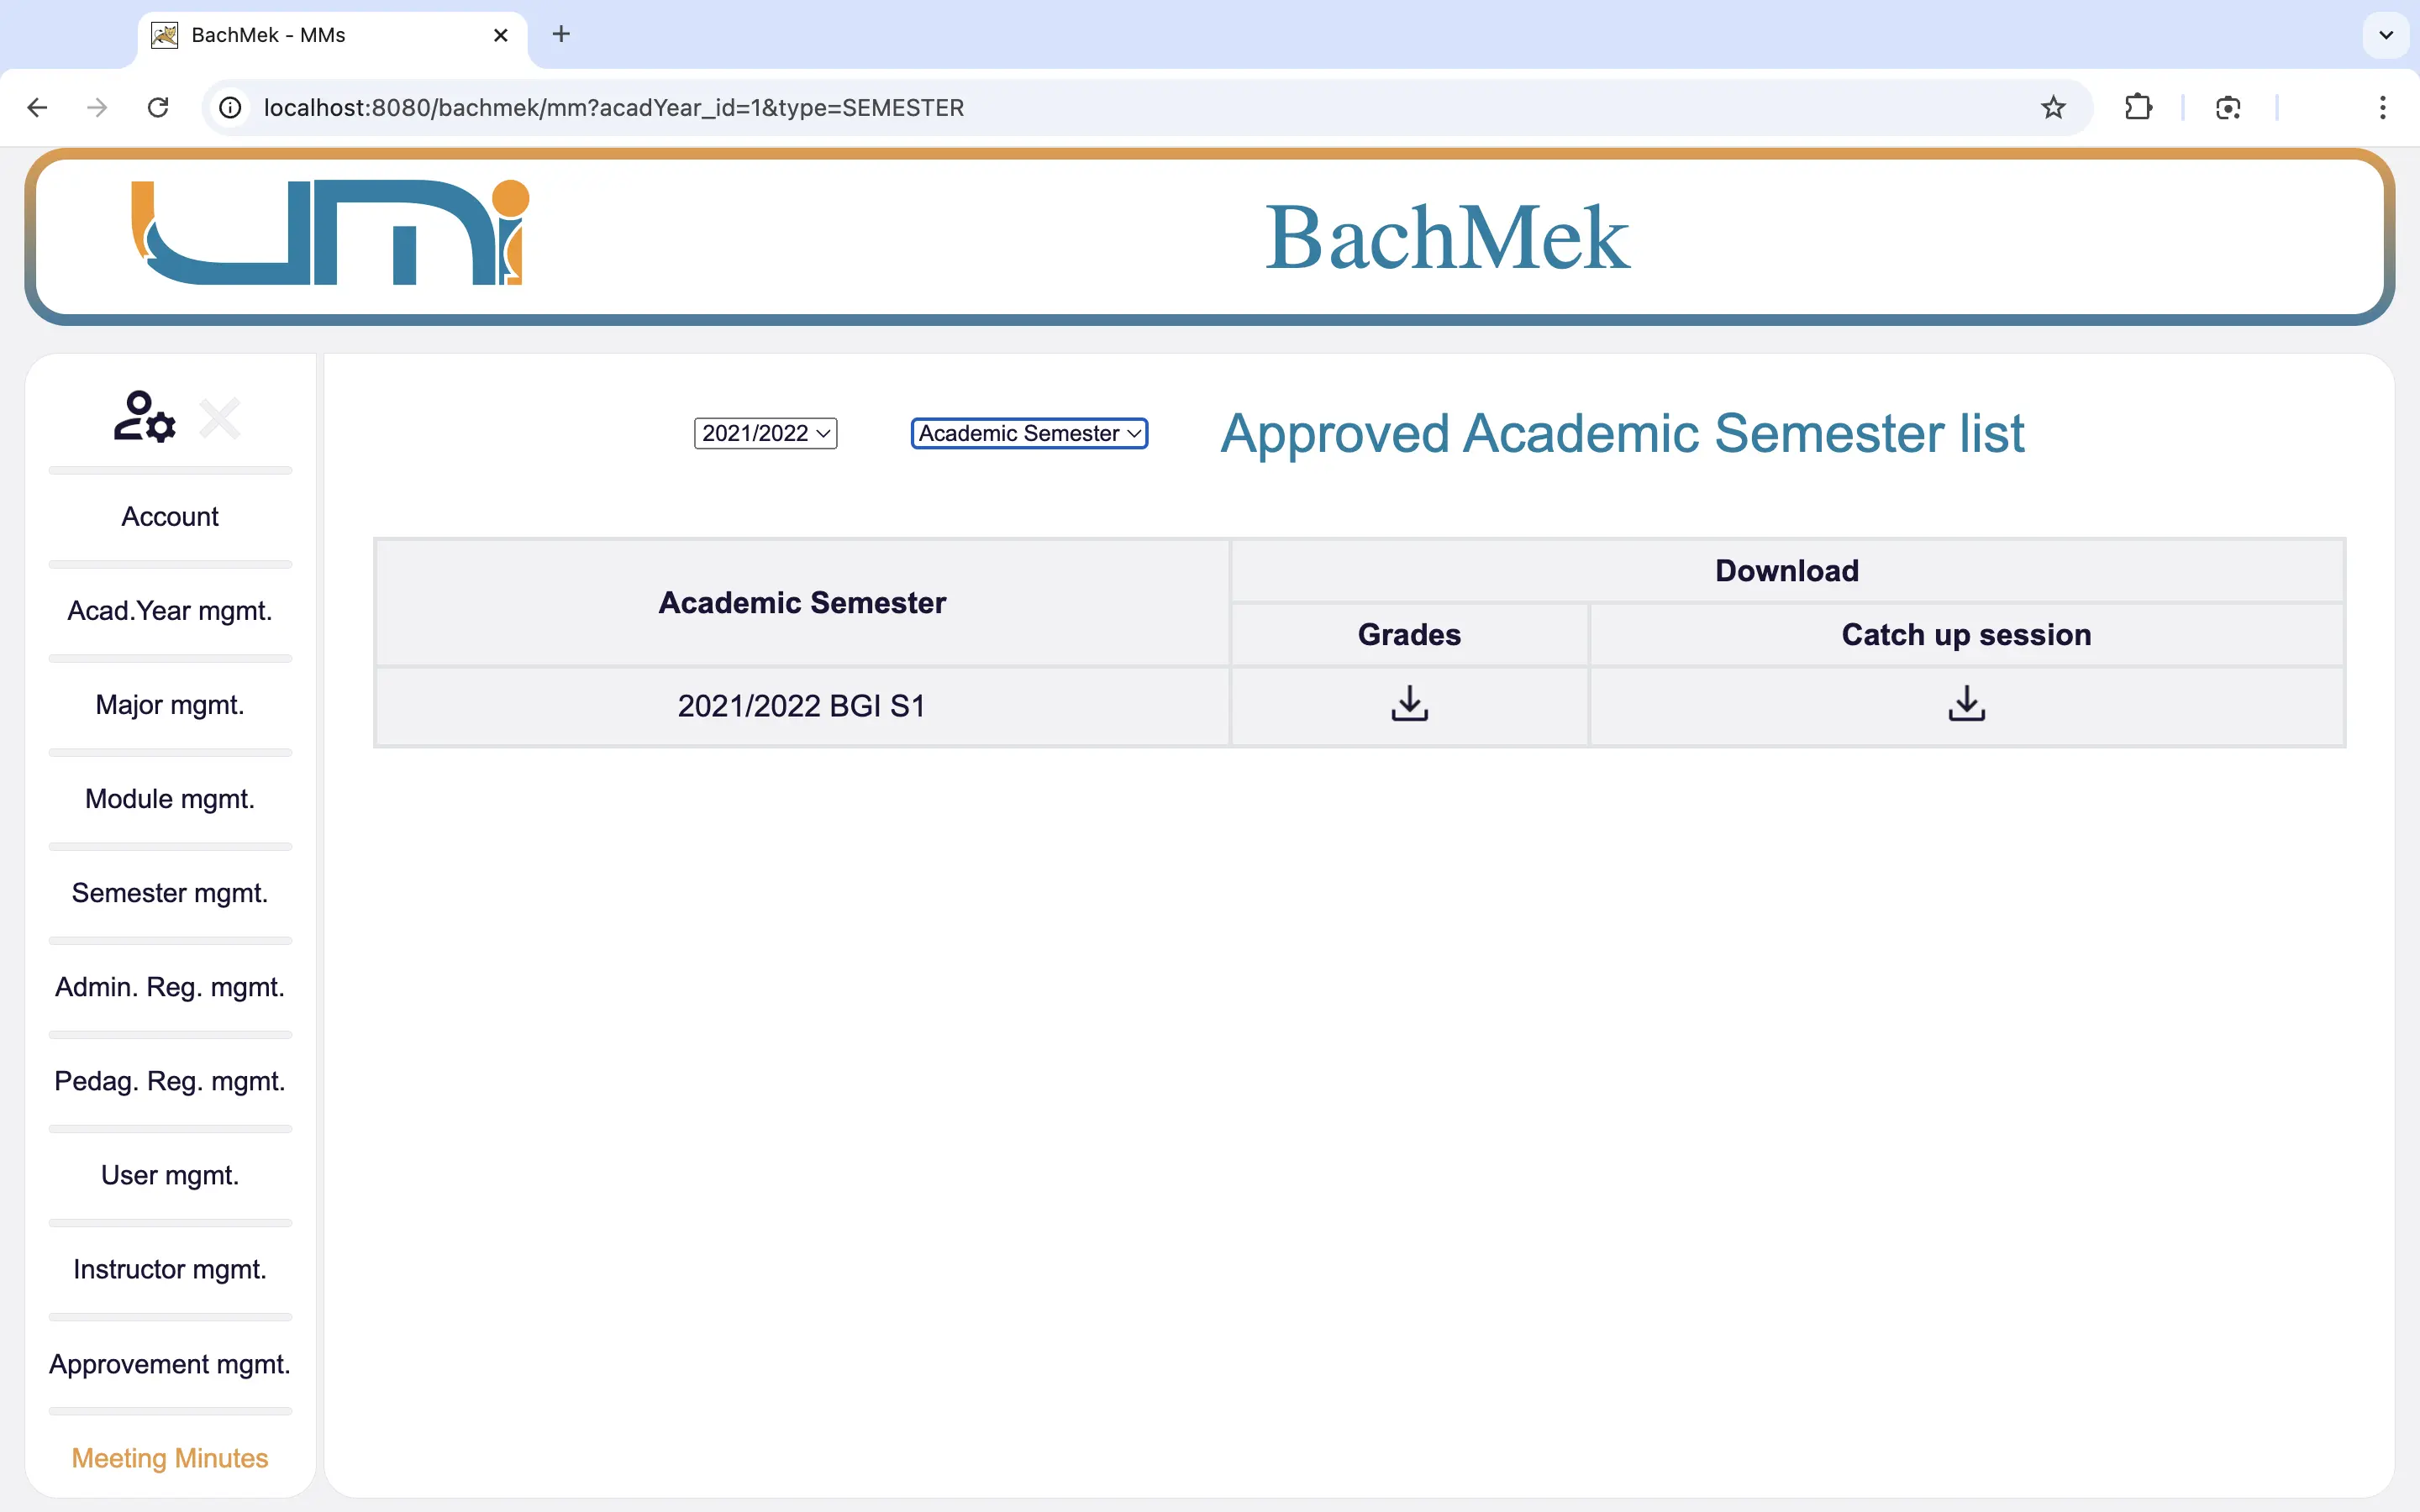 BachMek - MMs
localhost:8080/bachmek/mm?acadYear_id=1&type=SEMESTER
umi
BachMek
Account
Acad.Year mgmt.
Major mgmt.
Module mgmt.
Semester mgmt.
Admin. Reg. mgmt.
Pedag. Reg. mgmt.
User mgmt.
Instructor mgmt.
Approvement mgmt.
Meeting Minutes
2021/2022
Academic Semester
Approved Academic Semester list
Academic Semester
Download
Grades
Catch up session
2021/2022 BGI S1